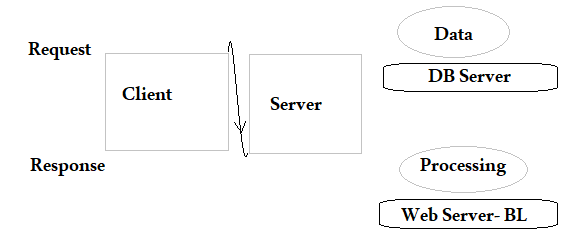 Request
Client
Response
Server
Data
DB Server
Processing
Web Server- BL